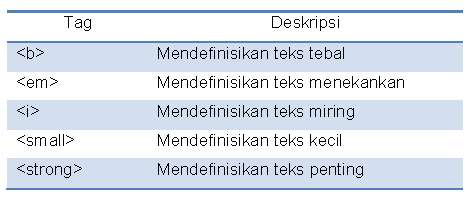 Tag Deskripsi
<b> Mendefinisikan teks tebal
<em> Mendefinisikan teks menekankan
<i> Mendefinisikan teks miring
<small> Mendefinisikan teks kecil
<strong> Mendefinisikan teks penting